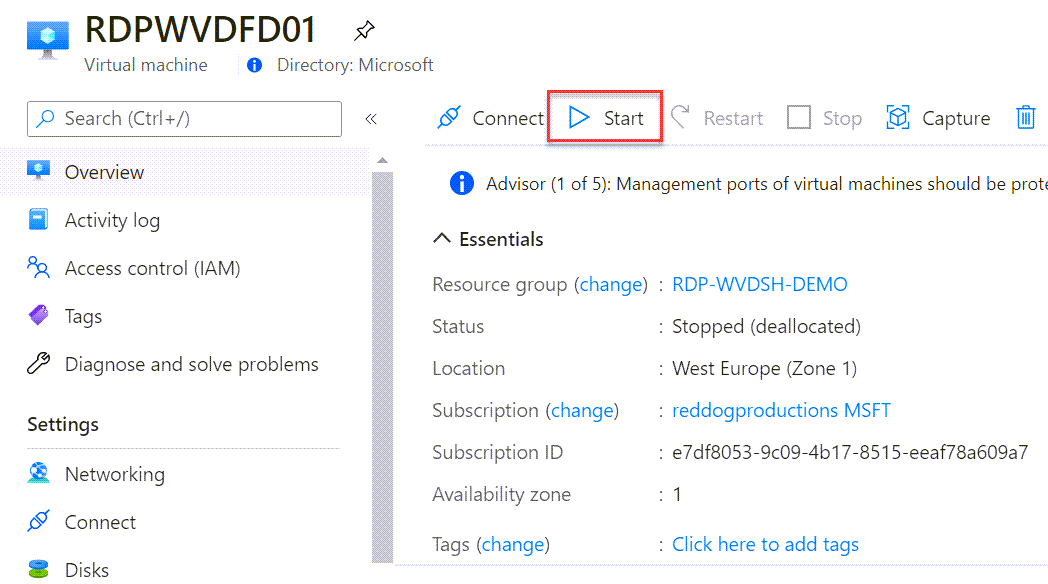 RDPWVDFD01
Virtual machine
Directory: Microsoft
Search (Ctrl+/)
«
Overview
Activity log
Access control (IAM)
Tags
Diagnose and solve problems
Settings
Networking
Connect
Disks
Connect Start Restart Stop Capture
Advisor (1 of 5): Management ports of virtual machines should be prote
Essentials
Resource group (change) : RDP-WVDSH-DEMO
Status : Stopped (deallocated)
Location : West Europe (Zone 1)
Subscription (change) : reddogproductions MSFT
Subscription ID : e7df8053-9c09-4b17-8515-eeaf78a609a7
Availability zone : 1
Tags (change) : Click here to add tags